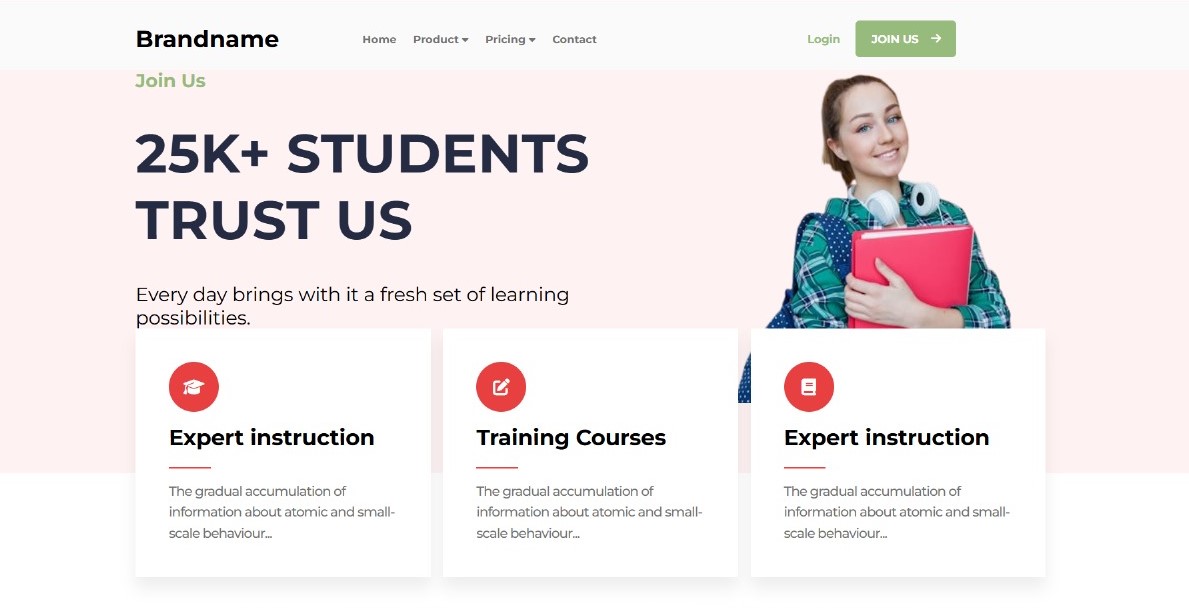 Brandname
Home Product Pricing Contact
Login JOIN US
Join Us
25K+ STUDENTS
TRUST US
Every day brings with it a fresh set of learning
possibilities.
Expert instruction
The gradual accumulation of
information about atomic and small-
scale behaviour...
Training Courses
The gradual accumulation of
information about atomic and small-
scale behaviour...
Expert instruction
The gradual accumulation of
information about atomic and small-
scale behaviour...